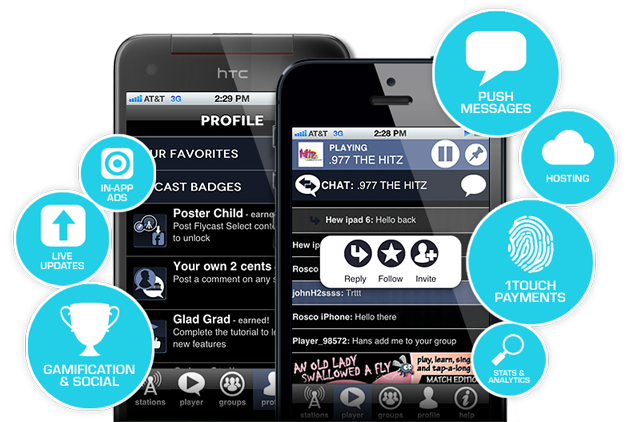 PUSH
MESSAGES
HOSTING
1TOUCH
PAYMENTS
STATS &
ANALYTICS
IN-APP
ADS
LIVE
UPDATES
GAMIFICATION
& SOCIAL
hTC
AT&T 3G 2:29 PM
PROFILE
UR FAVORITES
CAST BADGES
Poster Child - earne
Post Flycast Select cont
to unlock
Your own 2 cents -
Post a comment on any s
Glad Grad - earned!
Complete the tutorial to le
new features
stations player groups prof
AT&T 3G 2:28 PM
Hitz
PLAYING
.977 THE HITZ
CHAT: .977 THE HITZ
Hew ipad 6: Hello back
Hew ip
Reply Follow Invite
Rosco
johnH2ssss: Trttt
Rosco iPhone: Hello there
Player_98572: Hans add me to your group
AN OLD LADY
SWALLOWED A FLY
play, learn, sing
and tap-a-long
MATCH EDITION
stations player groups profile help